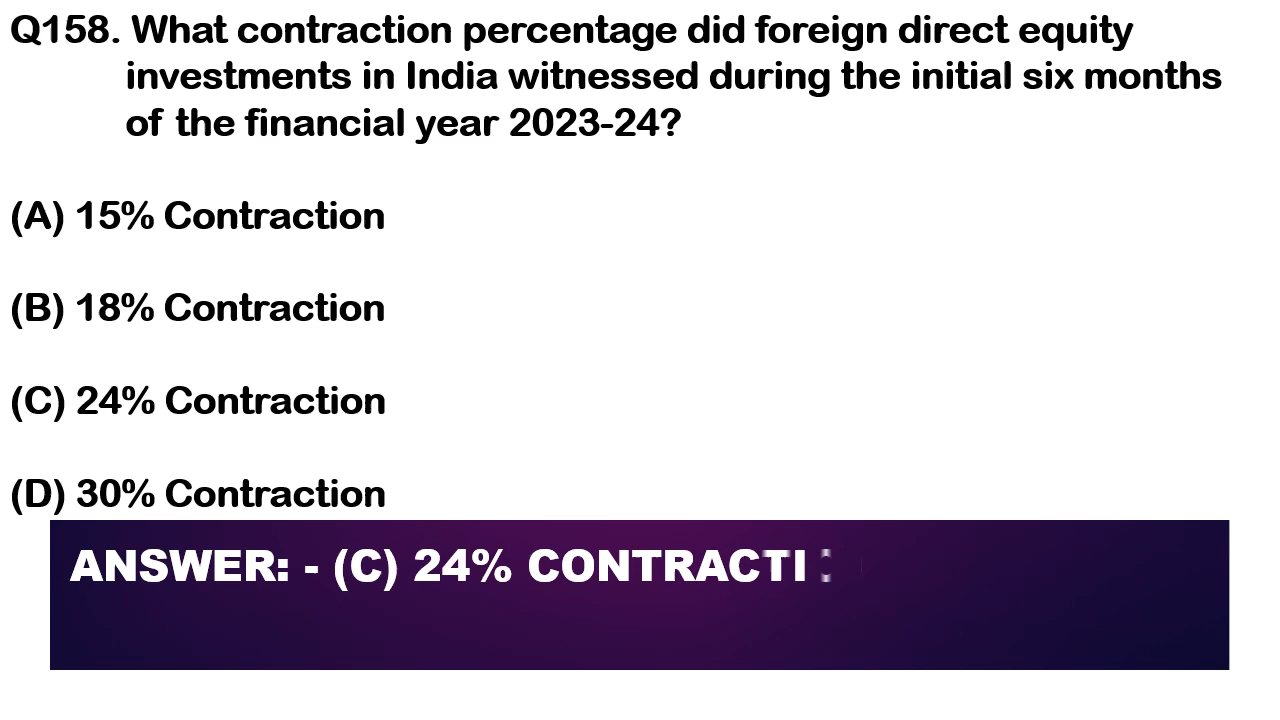 Q158. What contraction percentage did foreign direct equity
investments in India witnessed during the initial six months
of the financial year 2023-24?
(A) 15% Contraction
(B) 18% Contraction
(C) 24% Contraction
(D) 30% Contraction
ANSWER: - (C) 24% CONTRACTI